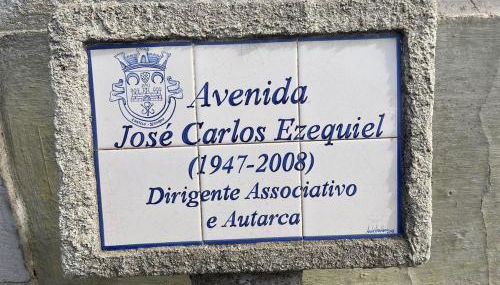 Avenida
José Carlos Ezequiel
(1947-2008)
Dirigente Associativo
e Autarca